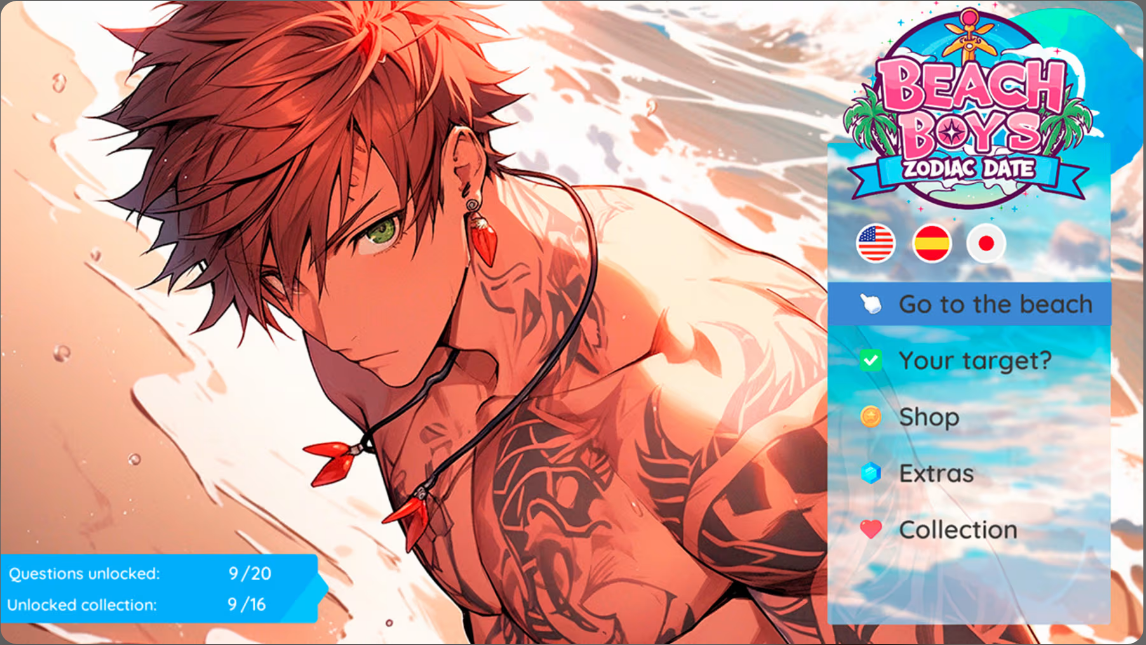 BEACH
BOYS
ZODIAC DATE
Go to the beach
Your target?
Shop
Extras
Collection
Questions unlocked: 9/20
Unlocked collection: 9/16